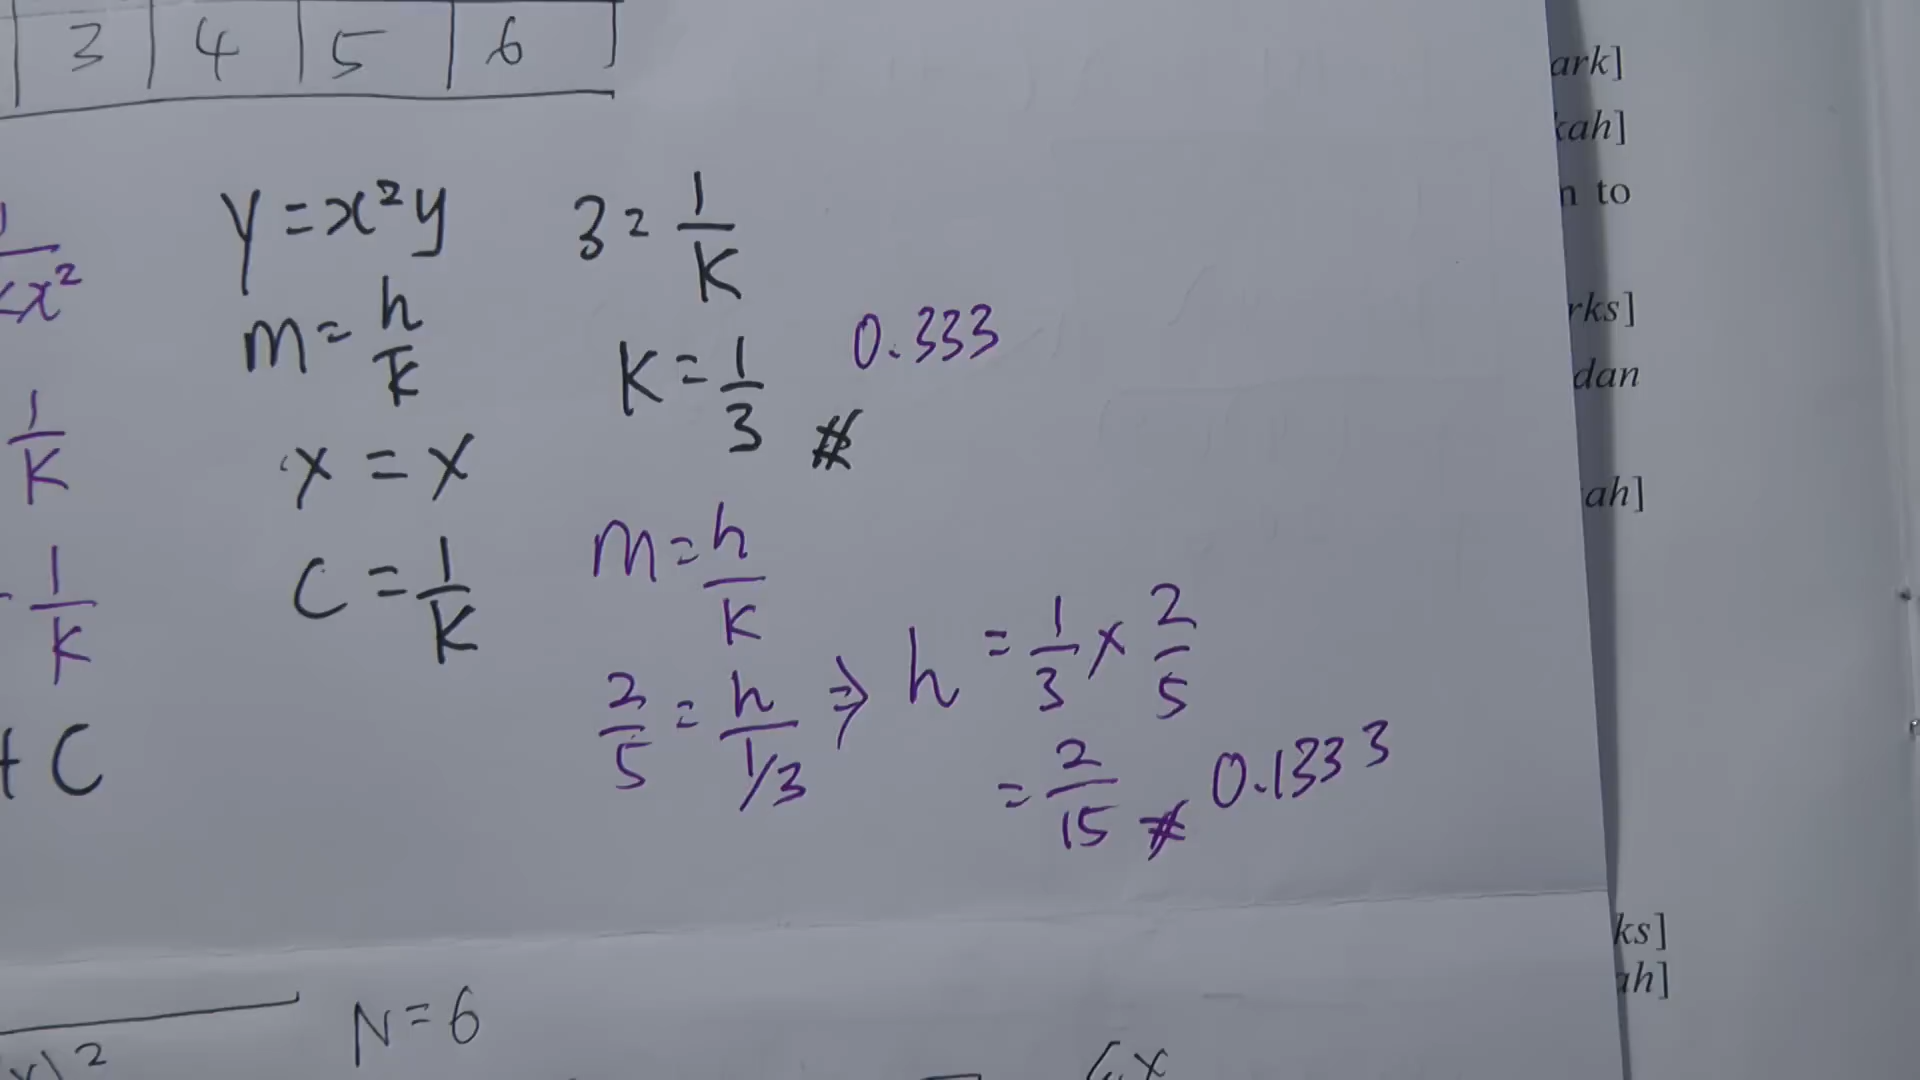 3 4 5 6
Y = x²y
m = h/k
x = x
C = 1/K
3 = 1/K
K = 1/3 #
0.333
m = h/k
2/5 = h/1/3 ⇒ h = 1/3 × 2/5
= 2/15 # 0.1333
1/K
1/K
+ C
N = 6
ark]
kah]
n to
rks]
dan
ah]
ks]
ah]